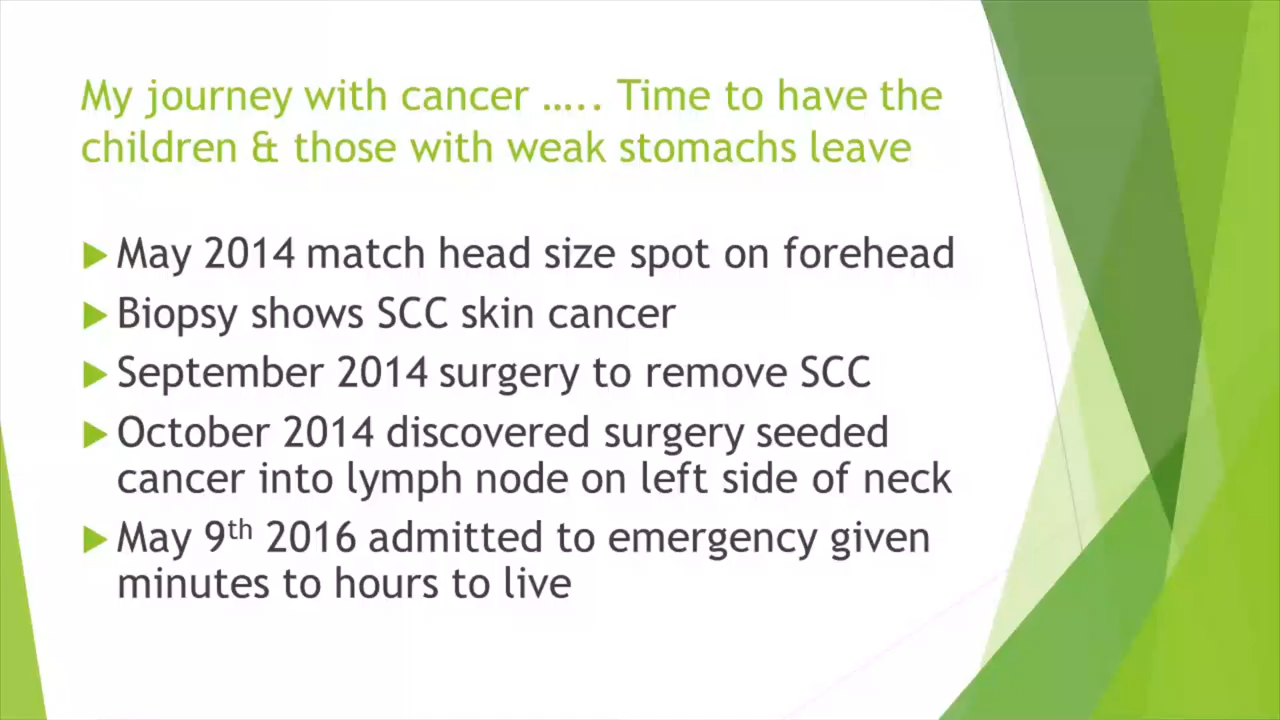 My journey with cancer ….. Time to have the
children & those with weak stomachs leave
May 2014 match head size spot on forehead
Biopsy shows SCC skin cancer
September 2014 surgery to remove SCC
October 2014 discovered surgery seeded
cancer into lymph node on left side of neck
May 9th 2016 admitted to emergency given
minutes to hours to live